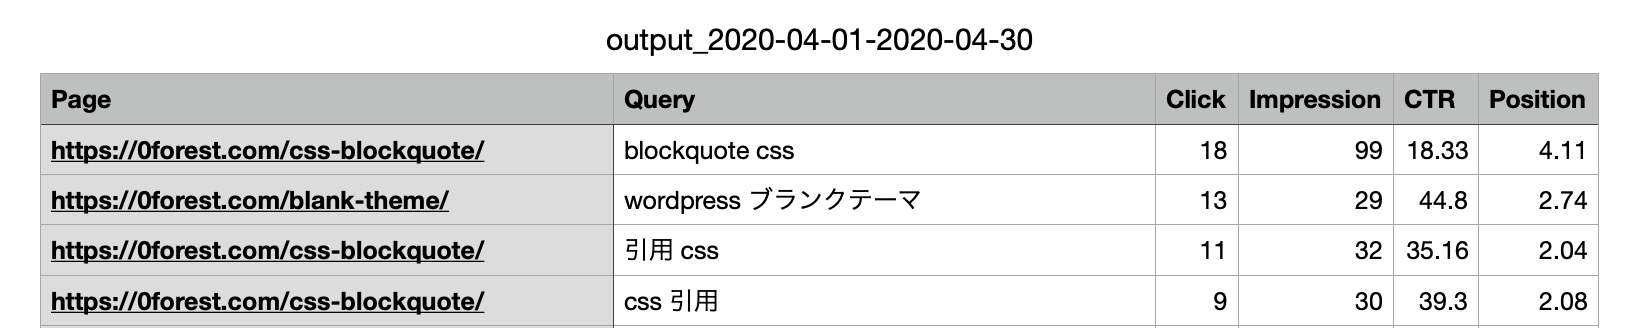 output_2020-04-01-2020-04-30
Page Query Click Impression CTR Position
https://0forest.com/css-blockquote/ blockquote css 18 99 18.33 4.11
https://0forest.com/blank-theme/ wordpress ブランクテーマ 13 29 44.8 2.74
https://0forest.com/css-blockquote/ 引用 css 11 32 35.16 2.04
https://0forest.com/css-blockquote/ css 引用 9 30 39.3 2.08